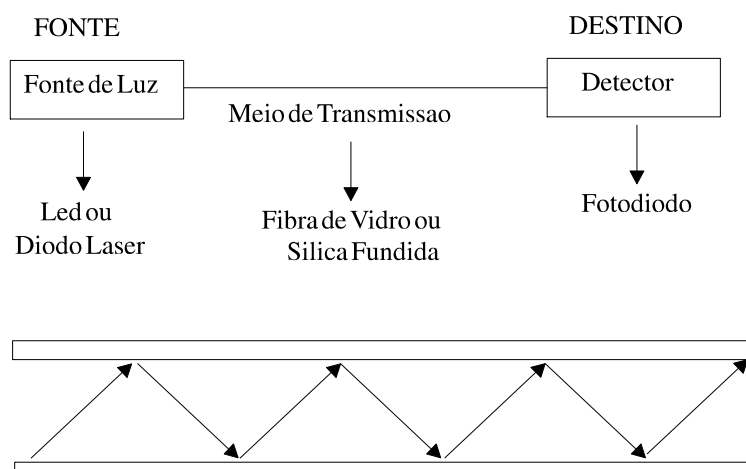 FONTE
DESTINO
Fonte de Luz
Detector
Meio de Transmissao
Led ou
Diodo Laser
Fibra de Vidro ou
Silica Fundida
Fotodiodo